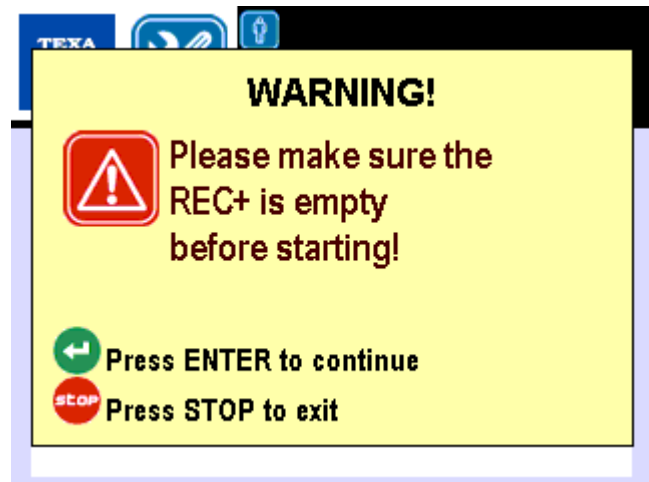 TEXA
WARNING!
Please make sure the
REC+ is empty
before starting!
Press ENTER to continue
stop Press STOP to exit